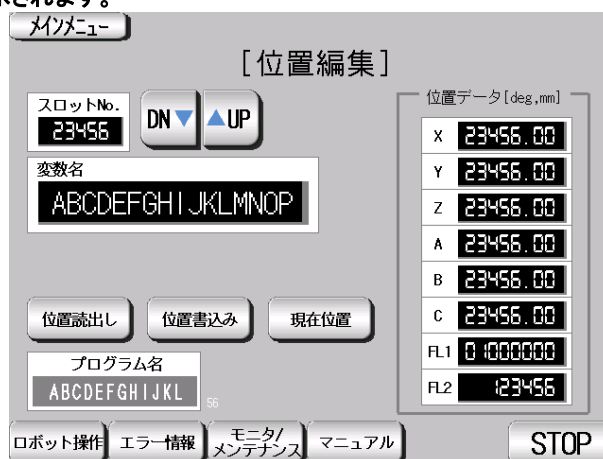 示されます。
メインメニュー
[位置編集]
スロットNo.
23456
DN▼ ▲UP
変数名
ABCDEFGHIJKLMNOP
位置データ[deg,mm]
X 23456.00
Y 23456.00
Z 23456.00
A 23456.00
B 23456.00
C 23456.00
FL1 01000000
FL2 123456
位置読出し 位置書込み 現在位置
プログラム名
ABCDEFGHIJKL 56
ロボット操作 エラー情報 モニタ/
メンテナンス マニュアル STOP